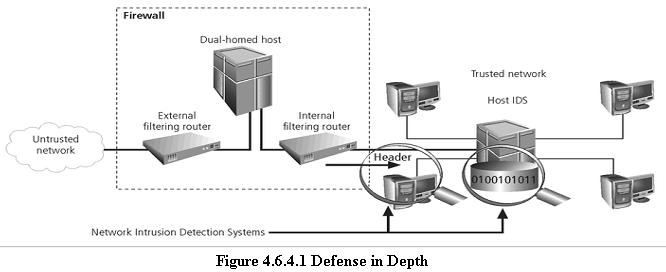 Firewall
Dual-homed host
Trusted network
Host IDS
External
filtering router
Internal
filtering router
Untrusted
network
Header
0100101011
Network Intrusion Detection Systems
Figure 4.6.4.1 Defense in Depth